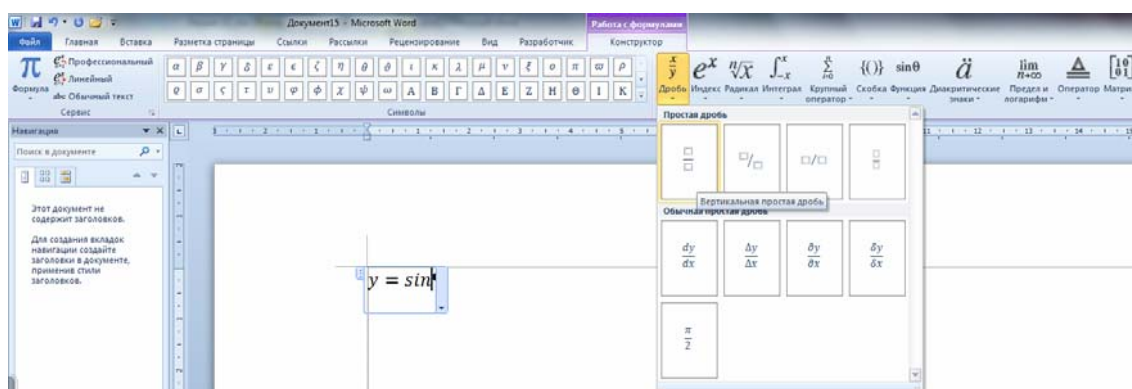 Документ15 - Microsoft Word
Работа с формулами
Файл Главная Вставка Разметка страницы Ссылки Рассылки Рецензирование Вид Разработчик Конструктор
π Формула
Профессиональный
Линейный
abc Обычный текст
α β γ δ ε ϵ ζ η θ ϑ ι κ λ μ ν ξ ο π ϖ ρ
ϱ σ ς τ υ φ ϕ χ ψ ω Α Β Γ Δ Ε Ζ Η Θ Ι Κ
x/y eˣ ⁿ√x {()} sinθ ä lim n→∞
Дробь Индекс Радикал Интеграл Крупный оператор Скобка Функция Диакритические знаки Предел и логарифм Оператор Матри
Сервис
Символы
Навигация
Поиск в документе
Этот документ не
содержит заголовков.
Для создания вкладок
навигации создайте
заголовки в документе,
применив стили
заголовков.
y = sin
Простая дробь
Вертикальная простая дробь
Обычная простая дробь
dy/dx Δy/Δx ∂y/∂x δy/δx
π/2